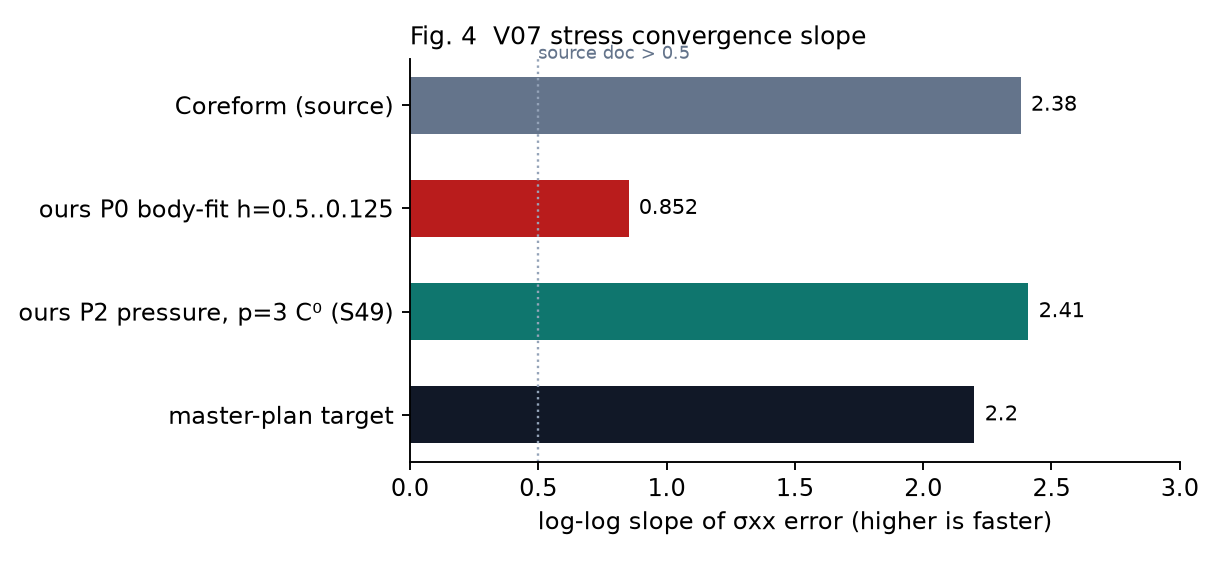 Fig. 4  V07 stress convergence slope
source doc > 0.5
Coreform (source)
2.38
ours P0 body-fit h=0.5..0.125
0.852
ours P2 pressure, p=3 C⁰ (S49)
2.41
master-plan target
2.2
0.0 0.5 1.0 1.5 2.0 2.5 3.0
log-log slope of σxx error (higher is faster)